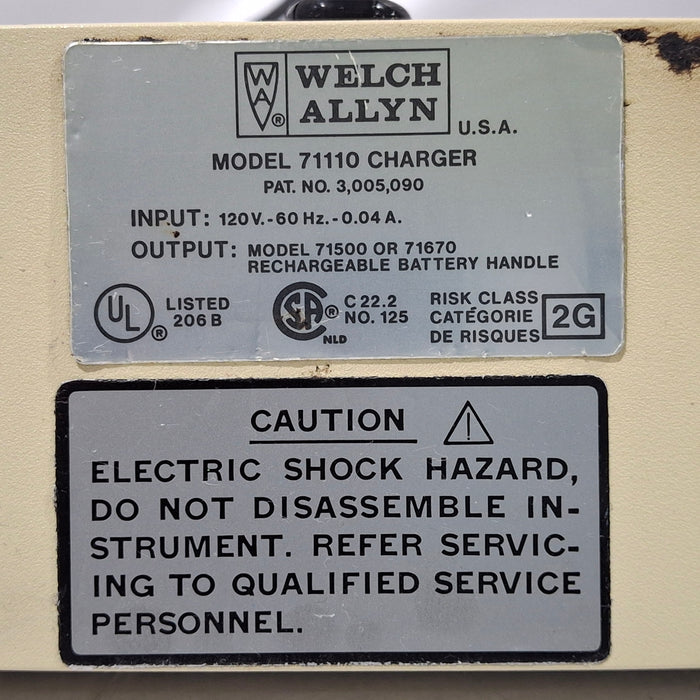 WA® WELCH
ALLYN U.S.A.
MODEL 71110 CHARGER
PAT. NO. 3,005,090
INPUT: 120 V.-60 Hz.-0.04 A.
OUTPUT: MODEL 71500 OR 71670
RECHARGEABLE BATTERY HANDLE
UL® LISTED
206 B
SA® NLD
C 22.2
NO. 125
RISK CLASS
CATÉGORIE
DE RISQUES
2G
CAUTION
ELECTRIC SHOCK HAZARD,
DO NOT DISASSEMBLE IN-
STRUMENT. REFER SERVIC-
ING TO QUALIFIED SERVICE
PERSONNEL.